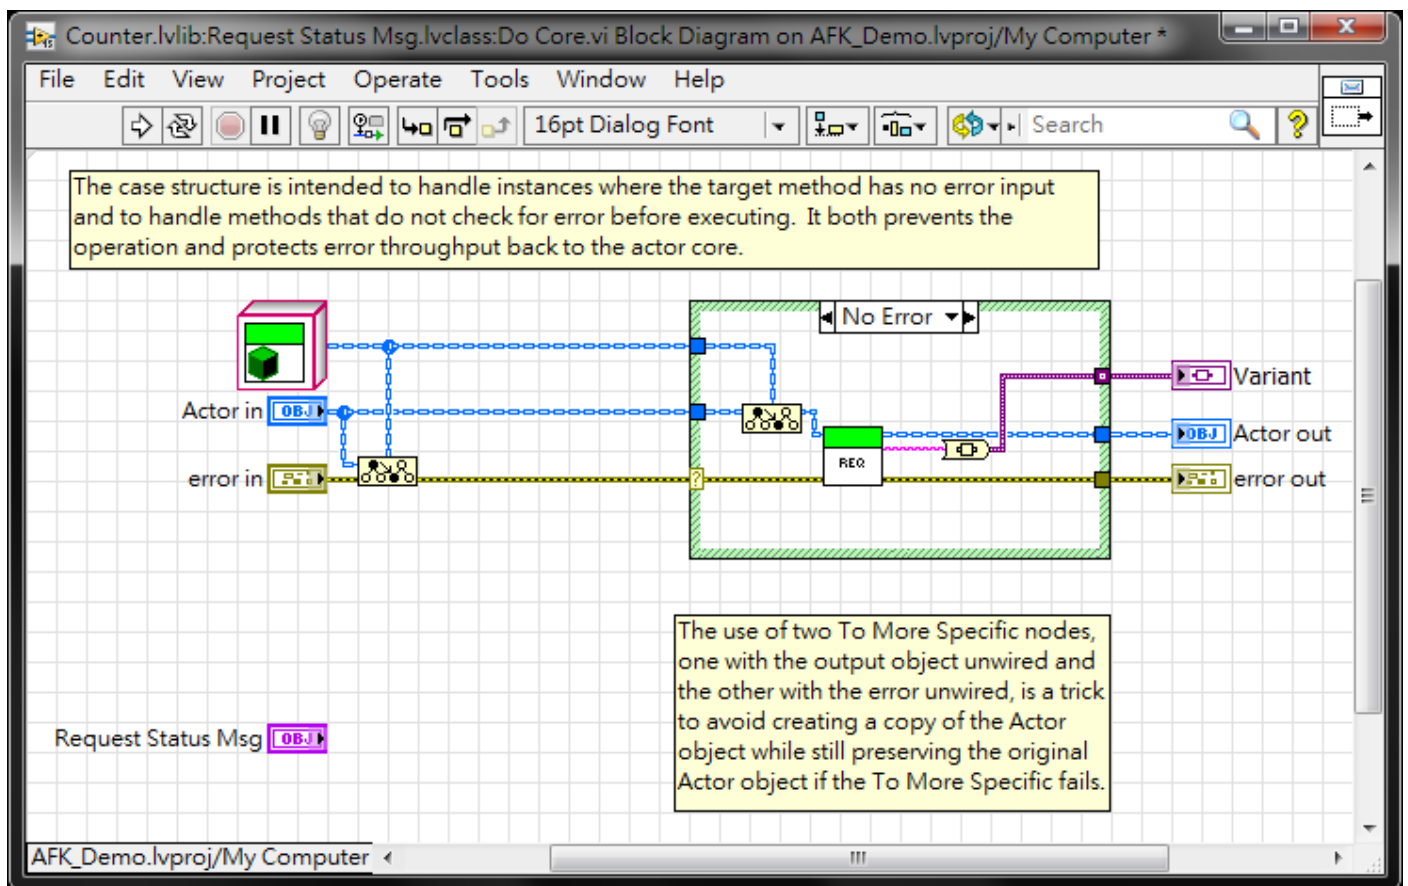 Counter.lvlib:Request Status Msg.lvclass:Do Core.vi Block Diagram on AFK_Demo.lvproj/My Computer *
File Edit View Project Operate Tools Window Help
16pt Dialog Font
Search
The case structure is intended to handle instances where the target method has no error input
and to handle methods that do not check for error before executing. It both prevents the
operation and protects error throughput back to the actor core.
No Error
Variant
Actor in OBJ
OBJ Actor out
REQ
error in
?
error out
The use of two To More Specific nodes,
one with the output object unwired and
the other with the error unwired, is a trick
to avoid creating a copy of the Actor
object while still preserving the original
Actor object if the To More Specific fails.
Request Status Msg OBJ
AFK_Demo.lvproj/My Computer